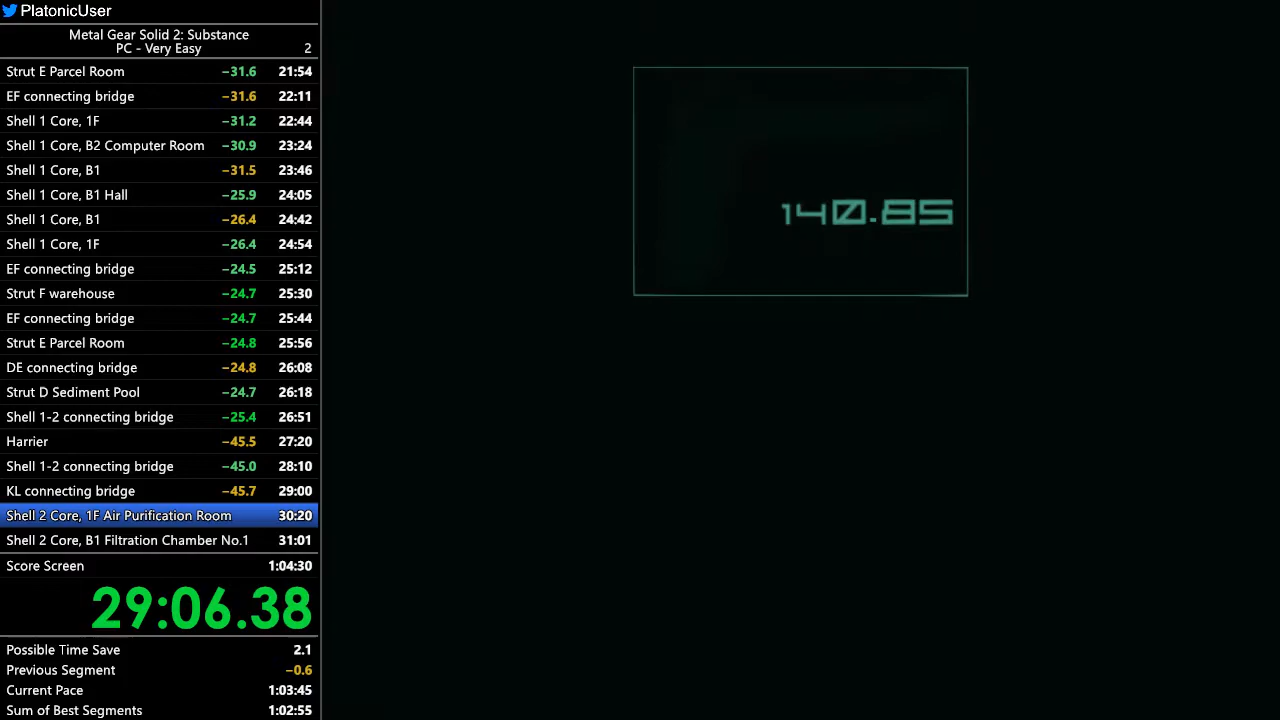 PlatonicUser
Metal Gear Solid 2: Substance
PC - Very Easy 2
Strut E Parcel Room −31.6 21:54
EF connecting bridge −31.6 22:11
Shell 1 Core, 1F −31.2 22:44
Shell 1 Core, B2 Computer Room −30.9 23:24
Shell 1 Core, B1 −31.5 23:46
Shell 1 Core, B1 Hall −25.9 24:05
Shell 1 Core, B1 −26.4 24:42
Shell 1 Core, 1F −26.4 24:54
EF connecting bridge −24.5 25:12
Strut F warehouse −24.7 25:30
EF connecting bridge −24.7 25:44
Strut E Parcel Room −24.8 25:56
DE connecting bridge −24.8 26:08
Strut D Sediment Pool −24.7 26:18
Shell 1-2 connecting bridge −25.4 26:51
Harrier −45.5 27:20
Shell 1-2 connecting bridge −45.0 28:10
KL connecting bridge −45.7 29:00
Shell 2 Core, 1F Air Purification Room 30:20
Shell 2 Core, B1 Filtration Chamber No.1 31:01
Score Screen 1:04:30
29:06.38
Possible Time Save 2.1
Previous Segment −0.6
Current Pace 1:03:45
Sum of Best Segments 1:02:55
140.85